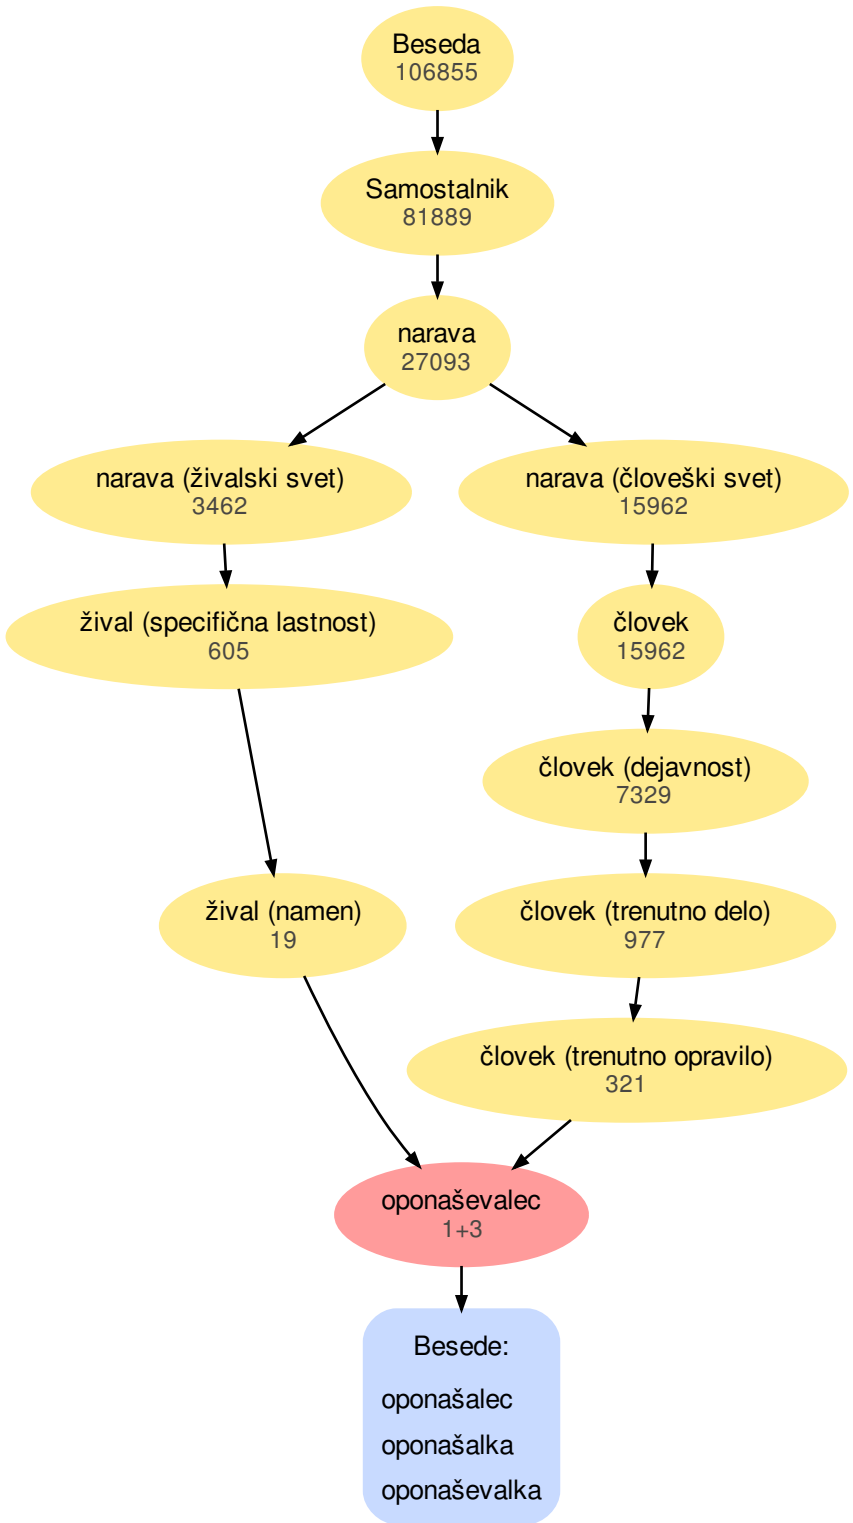 Beseda
106855
Samostalnik
81889
narava
27093
narava (živalski svet)
3462
narava (človeški svet)
15962
žival (specifična lastnost)
605
človek
15962
človek (dejavnost)
7329
žival (namen)
19
človek (trenutno delo)
977
človek (trenutno opravilo)
321
oponaševalec
1+3
Besede:
oponašalec
oponašalka
oponaševalka